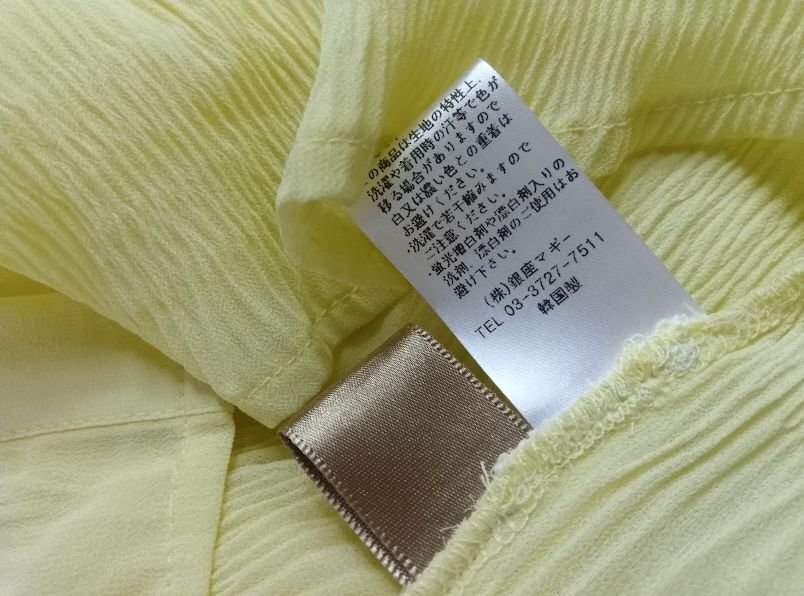 の商品は生地の特性上、
洗濯や着用時の汗等で色が
移る場合がありますので
白又は濃い色との重着は
お避けください。
・洗濯で若干縮みますので
ご注意ください。
・蛍光増白剤や漂白剤入りの
洗剤、漂白剤のご使用はお
避け下さい。
(株)銀座マギー
TEL 03-3727-7511
韓国製